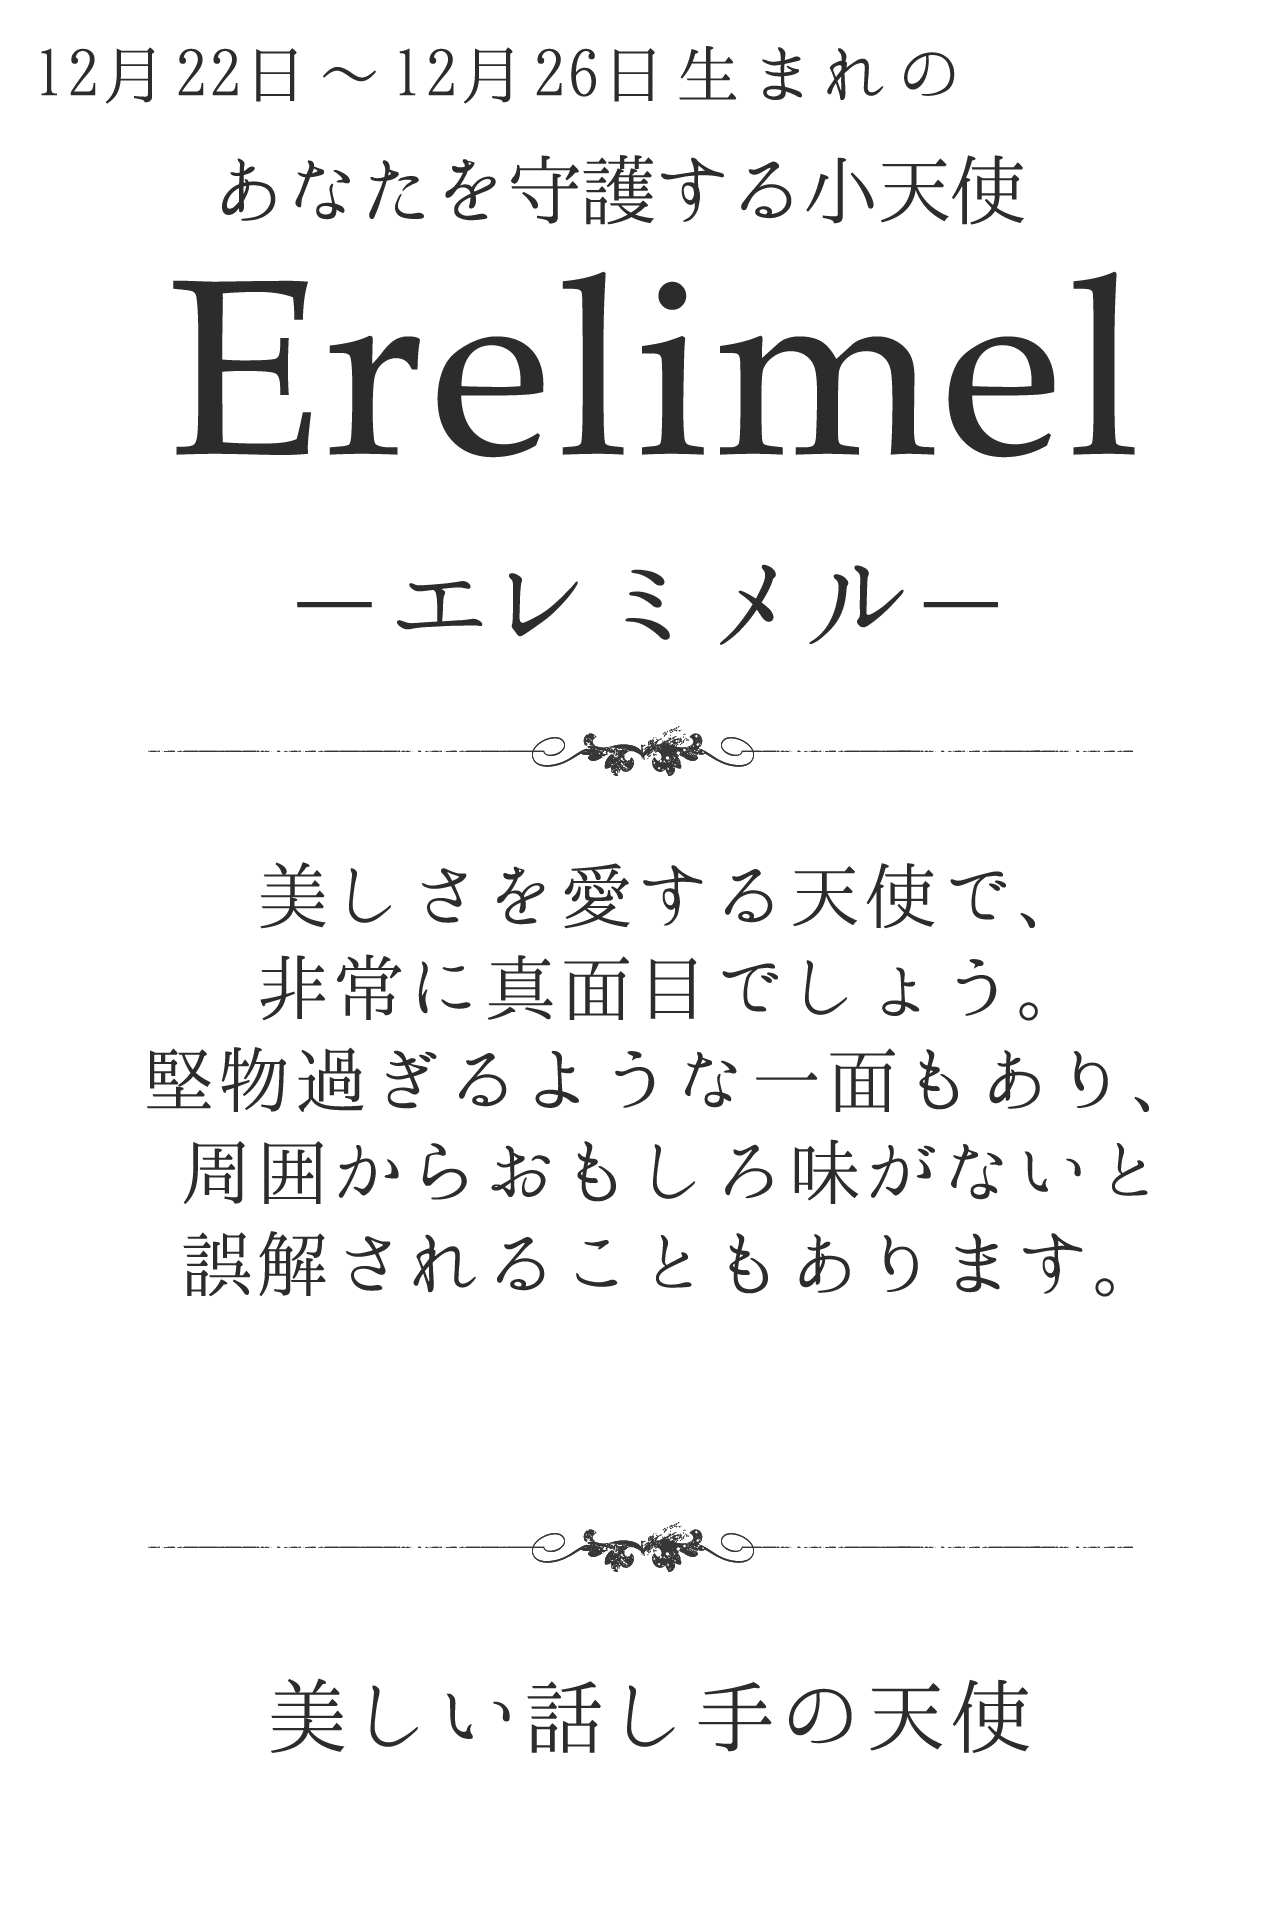 12月22日～12月26日生まれの
あなたを守護する小天使
Erelimel
―エレミメル―
美しさを愛する天使で、
非常に真面目でしょう。
堅物過ぎるような一面もあり、
周囲からおもしろ味がないと
誤解されることもあります。
美しい話し手の天使